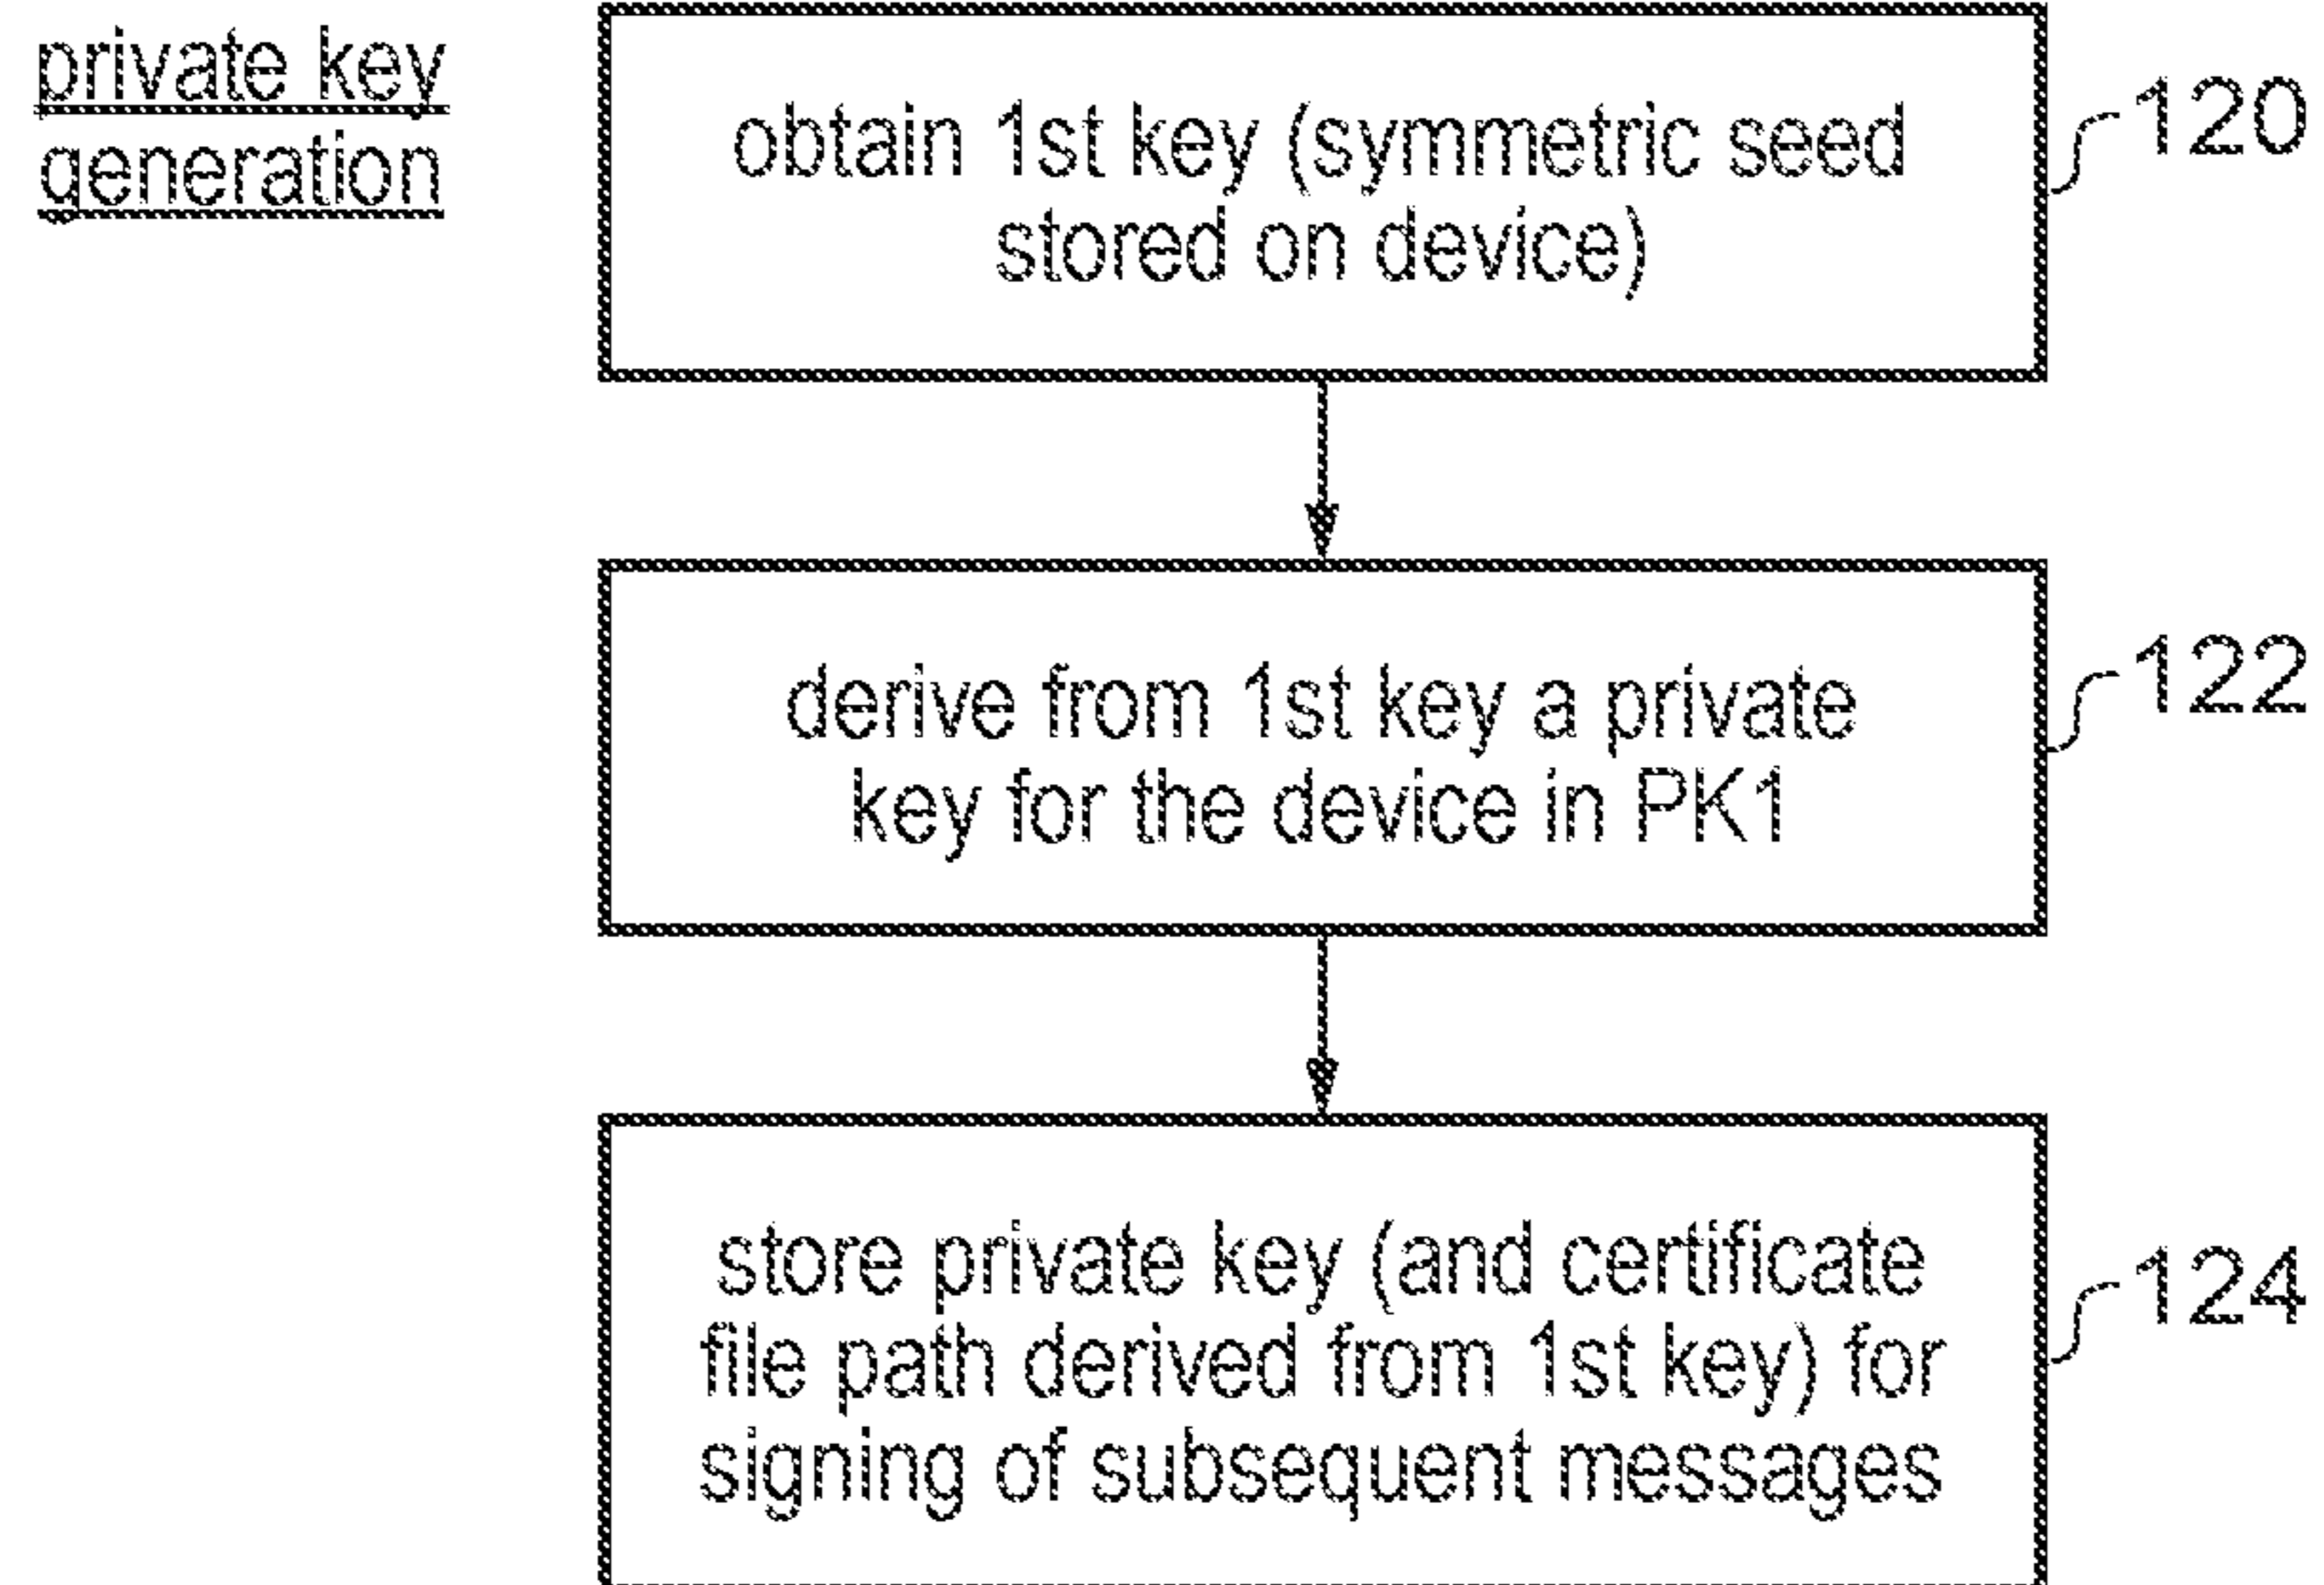 private key
generation
obtain 1st key (symmetric seed
stored on device)
120
derive from 1st key a private
key for the device in PK1
122
store private key (and certificate
file path derived from 1st key) for
signing of subsequent messages
124